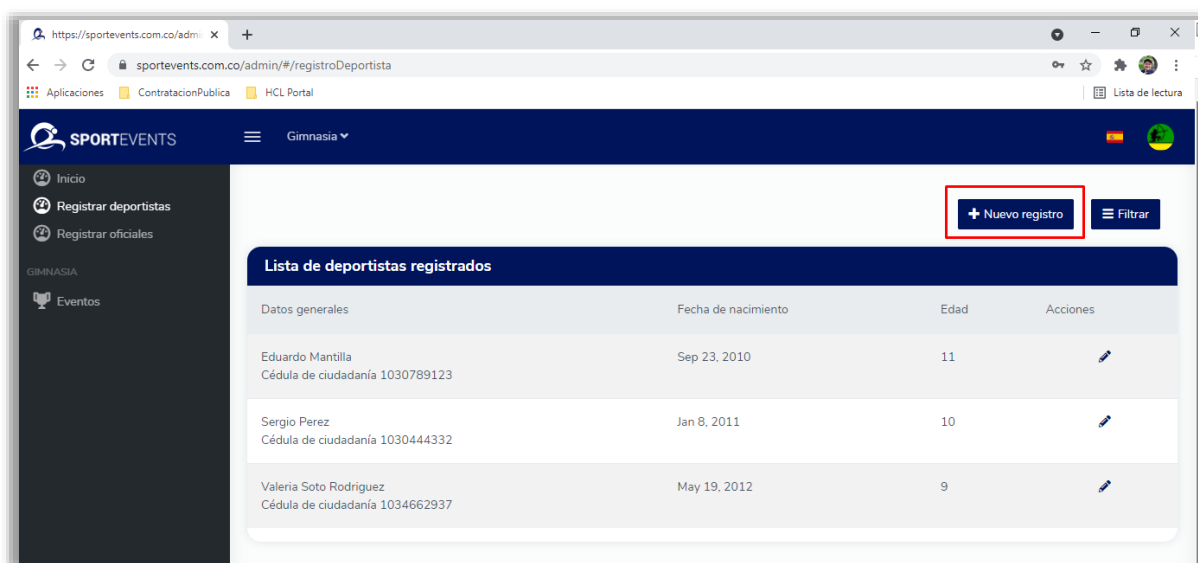 https://sportevents.com.co/admi
sportevents.com.co/admin/#/registroDeportista
Aplicaciones ContratacionPublica HCL Portal Lista de lectura
SPORTEVENTS Gimnasia
Inicio
Registrar deportistas
Registrar oficiales
GIMNASIA
Eventos
Nuevo registro Filtrar
Lista de deportistas registrados
Datos generales Fecha de nacimiento Edad Acciones
Eduardo Mantilla Sep 23, 2010 11
Cédula de ciudadanía 1030789123
Sergio Perez Jan 8, 2011 10
Cédula de ciudadanía 1030444332
Valeria Soto Rodriguez May 19, 2012 9
Cédula de ciudadanía 1034662937